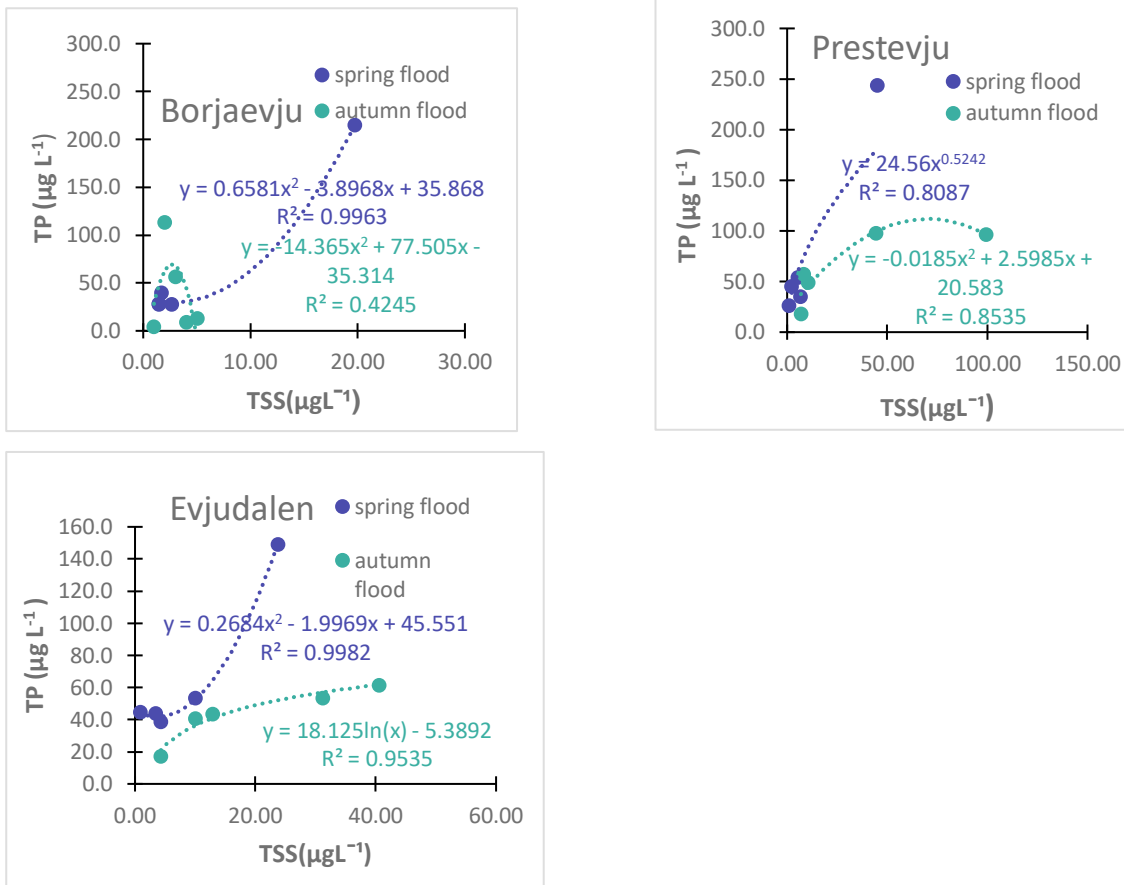 Borjaevju
spring flood
autumn flood
300.0
250.0
200.0
150.0
100.0
50.0
0.0
TP (µg L⁻¹)
y = 0.6581x² - 3.8968x + 35.868
R² = 0.9963
y = -14.365x² + 77.505x -
35.314
R² = 0.4245
0.00 10.00 20.00 30.00
TSS(µgL⁻¹)
Prestevju
spring flood
autumn flood
300.0
250.0
200.0
150.0
100.0
50.0
0.0
TP (µg L⁻¹)
y = 24.56x⁰·⁵²⁴²
R² = 0.8087
y = -0.0185x² + 2.5985x +
20.583
R² = 0.8535
0.00 50.00 100.00 150.00
TSS(µgL⁻¹)
Evjudalen
spring flood
autumn
flood
160.0
140.0
120.0
100.0
80.0
60.0
40.0
20.0
0.0
TP (µg L⁻¹)
y = 0.2684x² - 1.9969x + 45.551
R² = 0.9982
y = 18.125ln(x) - 5.3892
R² = 0.9535
0.00 20.00 40.00 60.00
TSS(µgL⁻¹)